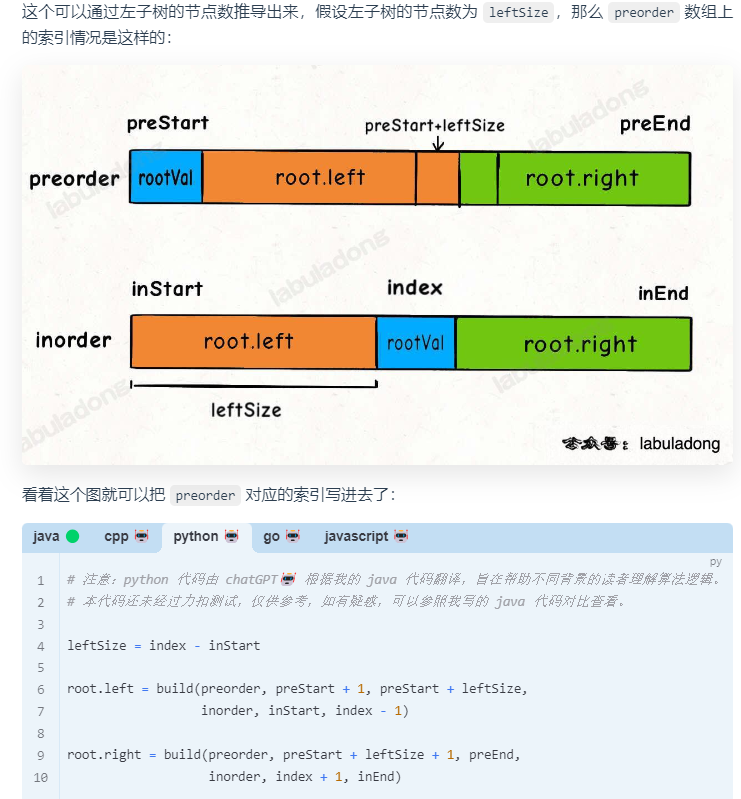 这个可以通过左子树的节点数推导出来，假设左子树的节点数为 leftSize，那么 preorder 数组上
的索引情况是这样的：
preStart
preStart+leftSize
preEnd
preorder
rootVal
root.left
root.right
inStart
index
inEnd
inorder
root.left
rootVal
root.right
leftSize
labuladong
labuladong
labuladong
labuladong
公众号：labuladong
看着这个图就可以把 preorder 对应的索引写进去了：
java cpp python go javascript
py
1 # 注意：python 代码由 chatGPT🤖 根据我的 java 代码翻译，旨在帮助不同背景的读者理解算法逻辑。
2 # 本代码还未经过力扣测试，仅供参考，如有疑惑，可以参照我写的 java 代码对比查看。
3
4 leftSize = index - inStart
5
6 root.left = build(preorder, preStart + 1, preStart + leftSize,
7 inorder, inStart, index - 1)
8
9 root.right = build(preorder, preStart + leftSize + 1, preEnd,
10 inorder, index + 1, inEnd)